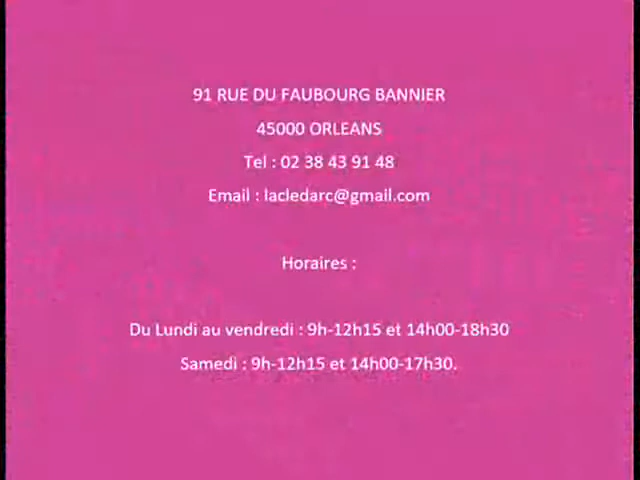 91 RUE DU FAUBOURG BANNIER
45000 ORLEANS
Tel : 02 38 43 91 48
Email : lacledarc@gmail.com
Horaires :
Du Lundi au vendredi : 9h-12h15 et 14h00-18h30
Samedi : 9h-12h15 et 14h00-17h30.